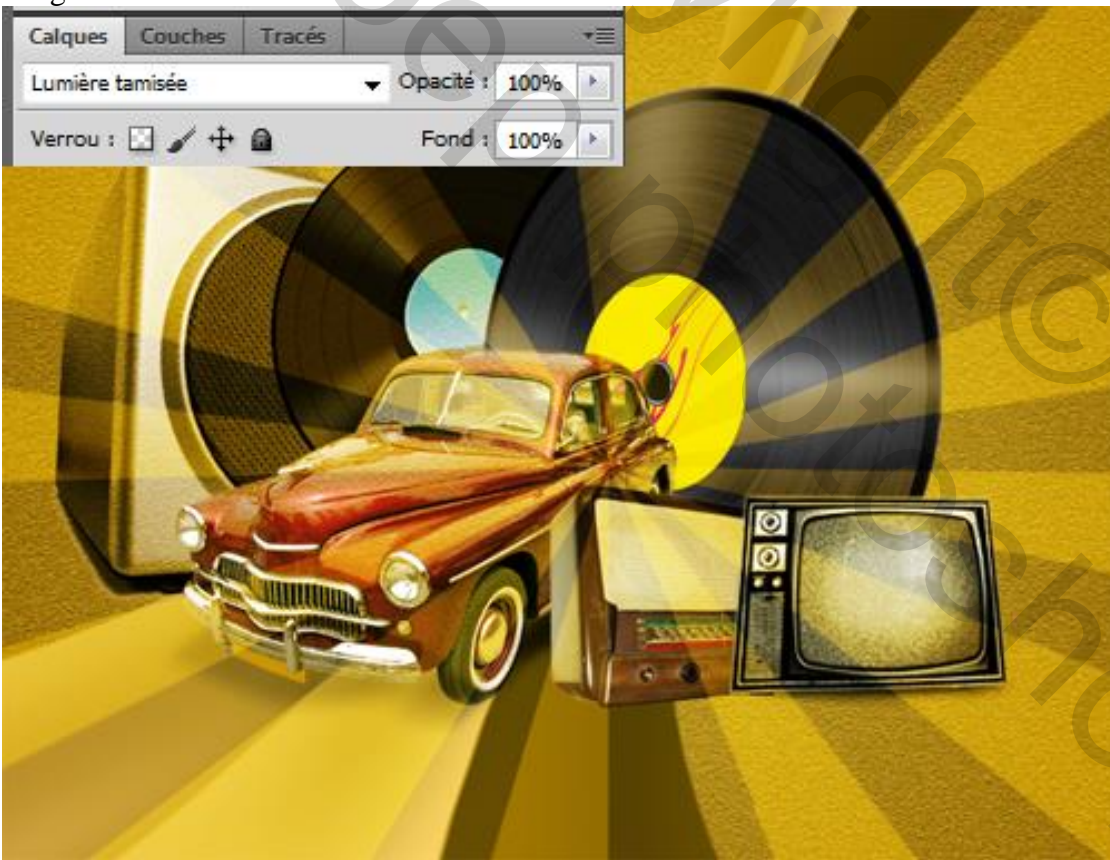 Calques Couches Tracés
Lumière tamisée Opacité : 100%
Verrou : Fond : 100%